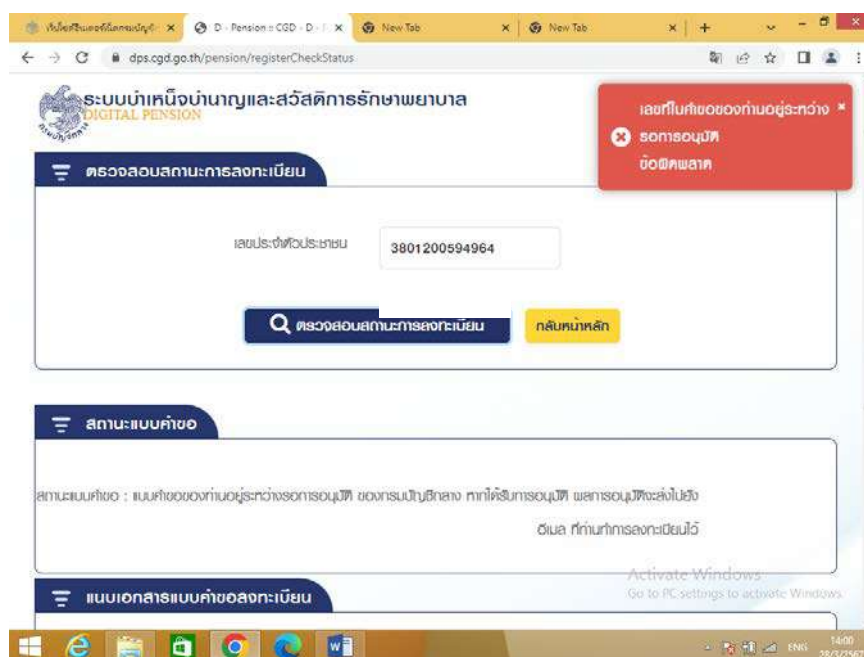 D - Pension :: CGD - D - 
New Tab
New Tab
dps.cgd.go.th/pension/registerCheckStatus
ระบบบำเหน็จบำนาญและสวัสดิการรักษาพยาบาล
DIGITAL PENSION
เลขที่ใบคำขอของท่านอยู่ระหว่าง
รอการอนุมัติ
ข้อผิดพลาด
ตรวจสอบสถานะการลงทะเบียน
เลขประจำตัวประชาชน
3801200594964
ตรวจสอบสถานะการลงทะเบียน
กลับหน้าหลัก
สถานะแบบคำขอ
สถานะแบบคำขอ : แบบคำขอของท่านอยู่ระหว่างรอการอนุมัติ ของกรมบัญชีกลาง หากได้รับการอนุมัติ ผลการอนุมัติจะส่งไปยัง
อีเมล ที่ท่านทำการลงทะเบียนไว้
Activate Windows
Go to PC settings to activate Windows.
แนบเอกสารแบบคำขอลงทะเบียน
ENG
14:00
28/3/2567